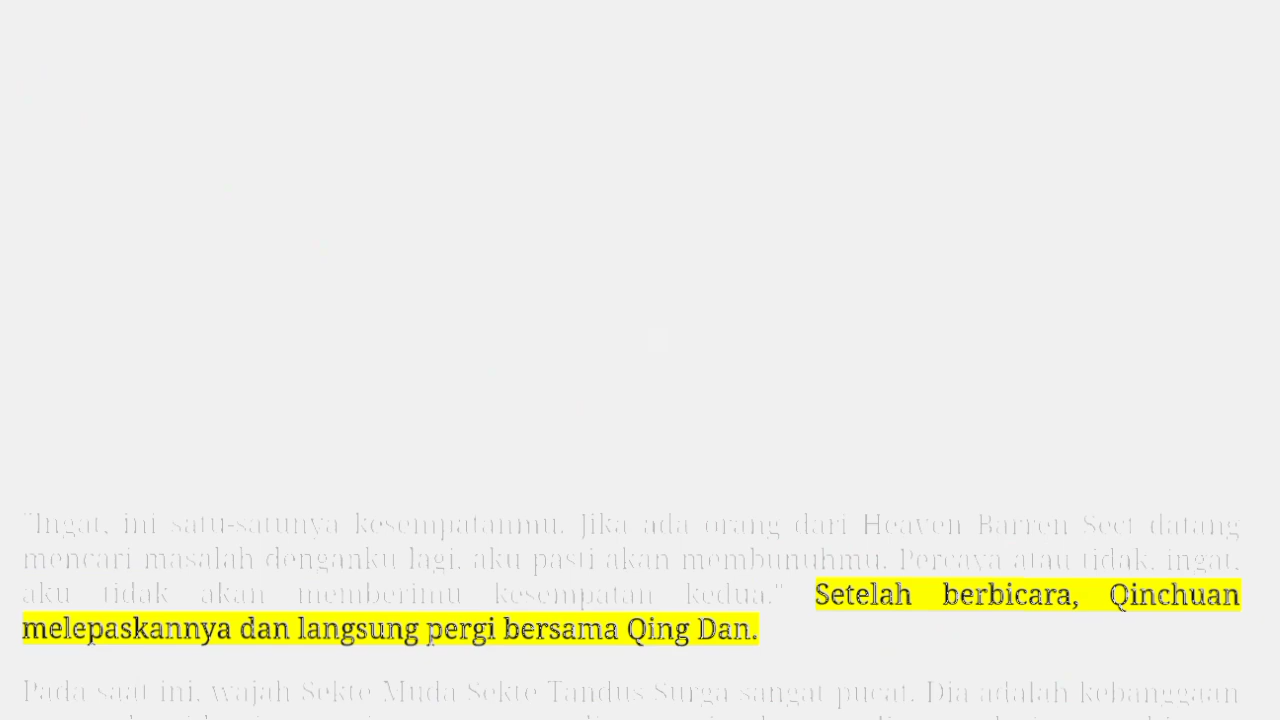 "Ingat, ini satu-satunya kesempatanmu. Jika ada orang dari Heaven Barren Sect datang
mencari masalah denganku lagi, aku pasti akan membunuhmu. Percaya atau tidak, ingat,
aku tidak akan memberimu kesempatan kedua." Setelah berbicara, Qinchuan
melepaskannya dan langsung pergi bersama Qing Dan.
Pada saat ini, wajah Sekte Muda Sekte Tandus Surga sangat pucat. Dia adalah kebanggaan